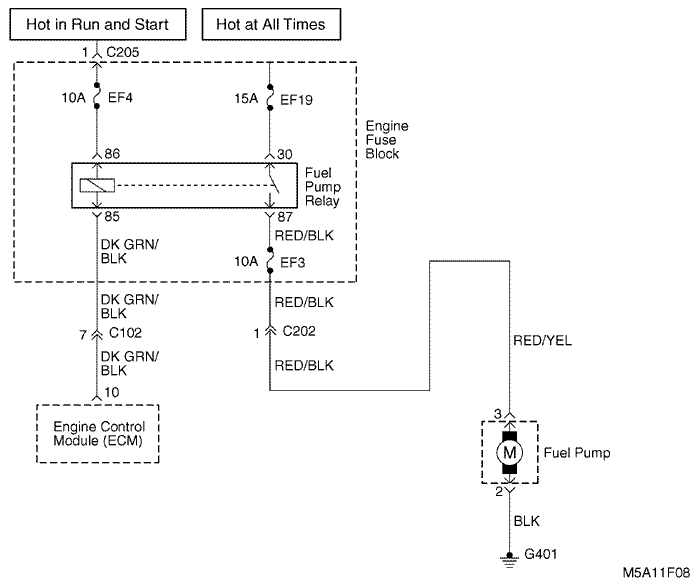 Hot in Run and Start
Hot at All Times
1 C205
10A EF4
15A EF19
Engine
Fuse
Block
86
30
Fuel
Pump
Relay
85
87
DK GRN/
BLK
RED/BLK
10A EF3
DK GRN/
BLK
RED/BLK
7 C102
1 C202
DK GRN/
BLK
RED/BLK
RED/YEL
10
Engine Control
Module (ECM)
3
M
Fuel Pump
2
BLK
G401
M5A11F08